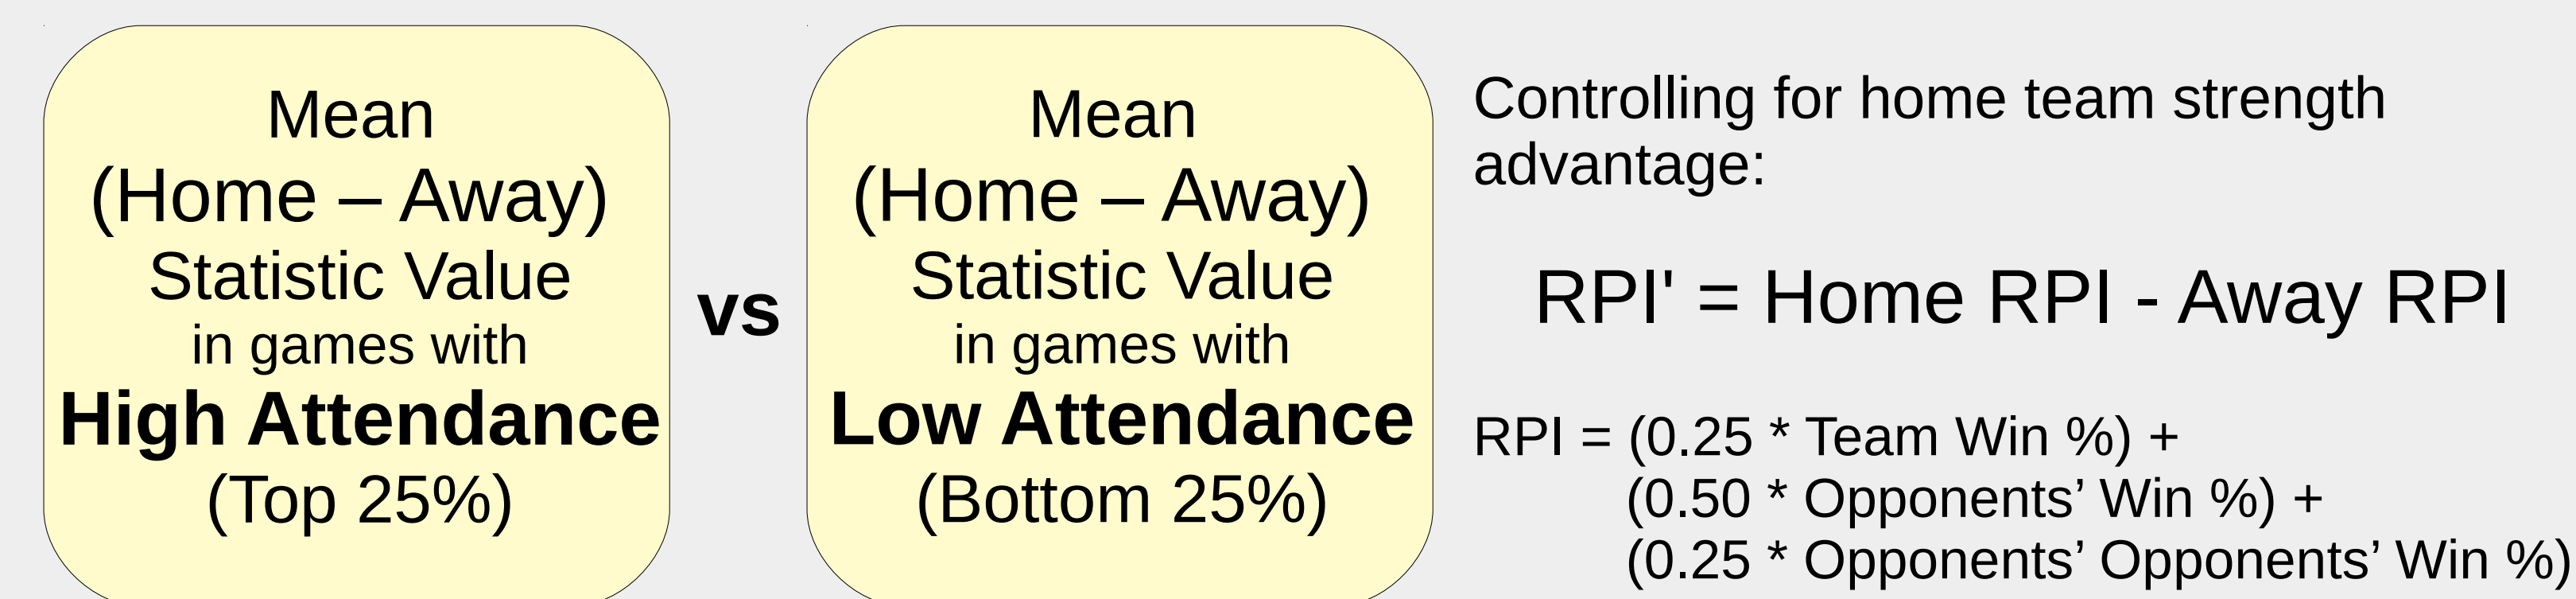 Mean
(Home – Away)
Statistic Value
in games with
High Attendance
(Top 25%)
vs
Mean
(Home – Away)
Statistic Value
in games with
Low Attendance
(Bottom 25%)
Controlling for home team strength
advantage:
RPI' = Home RPI - Away RPI
RPI = (0.25 * Team Win %) +
(0.50 * Opponents’ Win %) +
(0.25 * Opponents’ Opponents’ Win %)